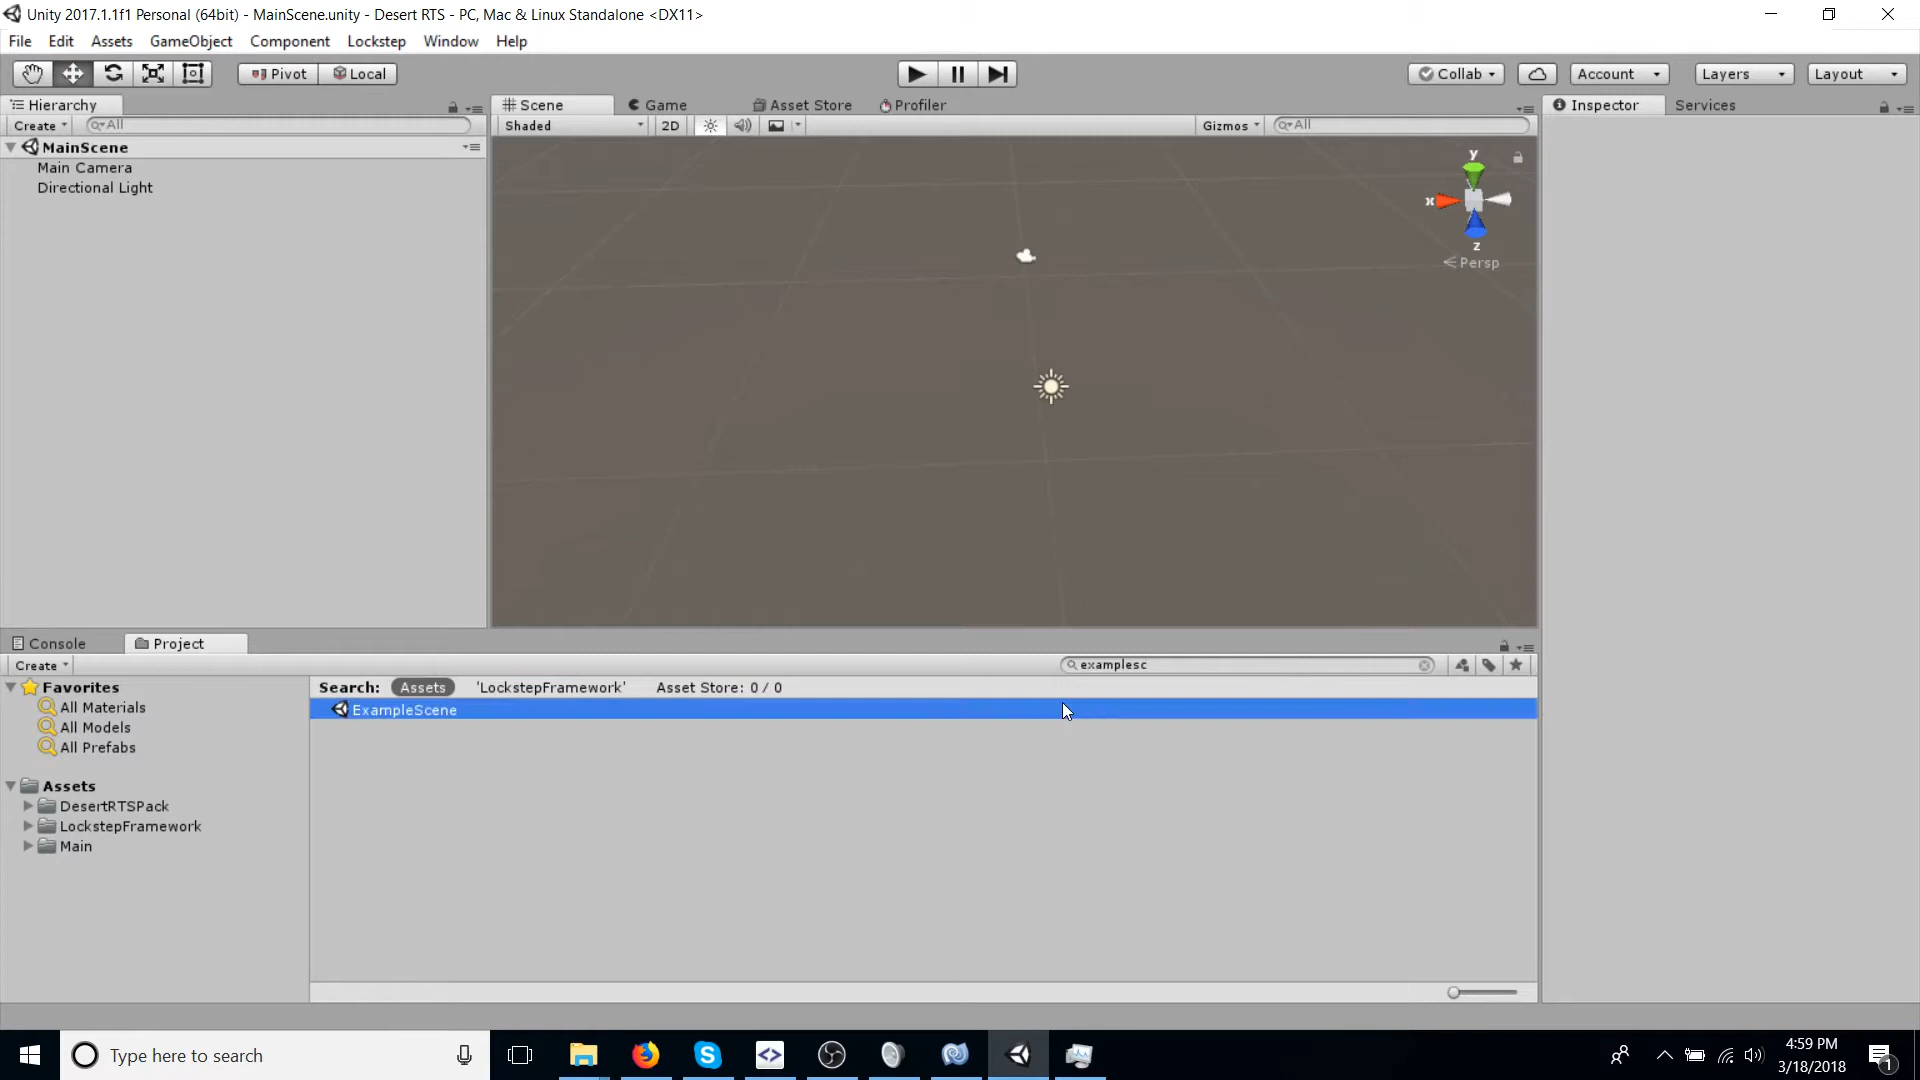 Unity 2017.1.1f1 Personal (64bit) - MainScene.unity - Desert RTS - PC, Mac & Linux Standalone <DX11>
File Edit Assets GameObject Component Lockstep Window Help
Pivot Local Collab Account Layers Layout
Hierarchy Scene Game Asset Store Profiler Inspector Services
Create All Shaded 2D Gizmos All
MainScene
Main Camera
Directional Light
y
x
z
Persp
Console Project
Create examplesc
Favorites Search: Assets 'LockstepFramework' Asset Store: 0 / 0
All Materials ExampleScene
All Models
All Prefabs
Assets
DesertRTSPack
LockstepFramework
Main
Type here to search
4:59 PM
3/18/2018
1